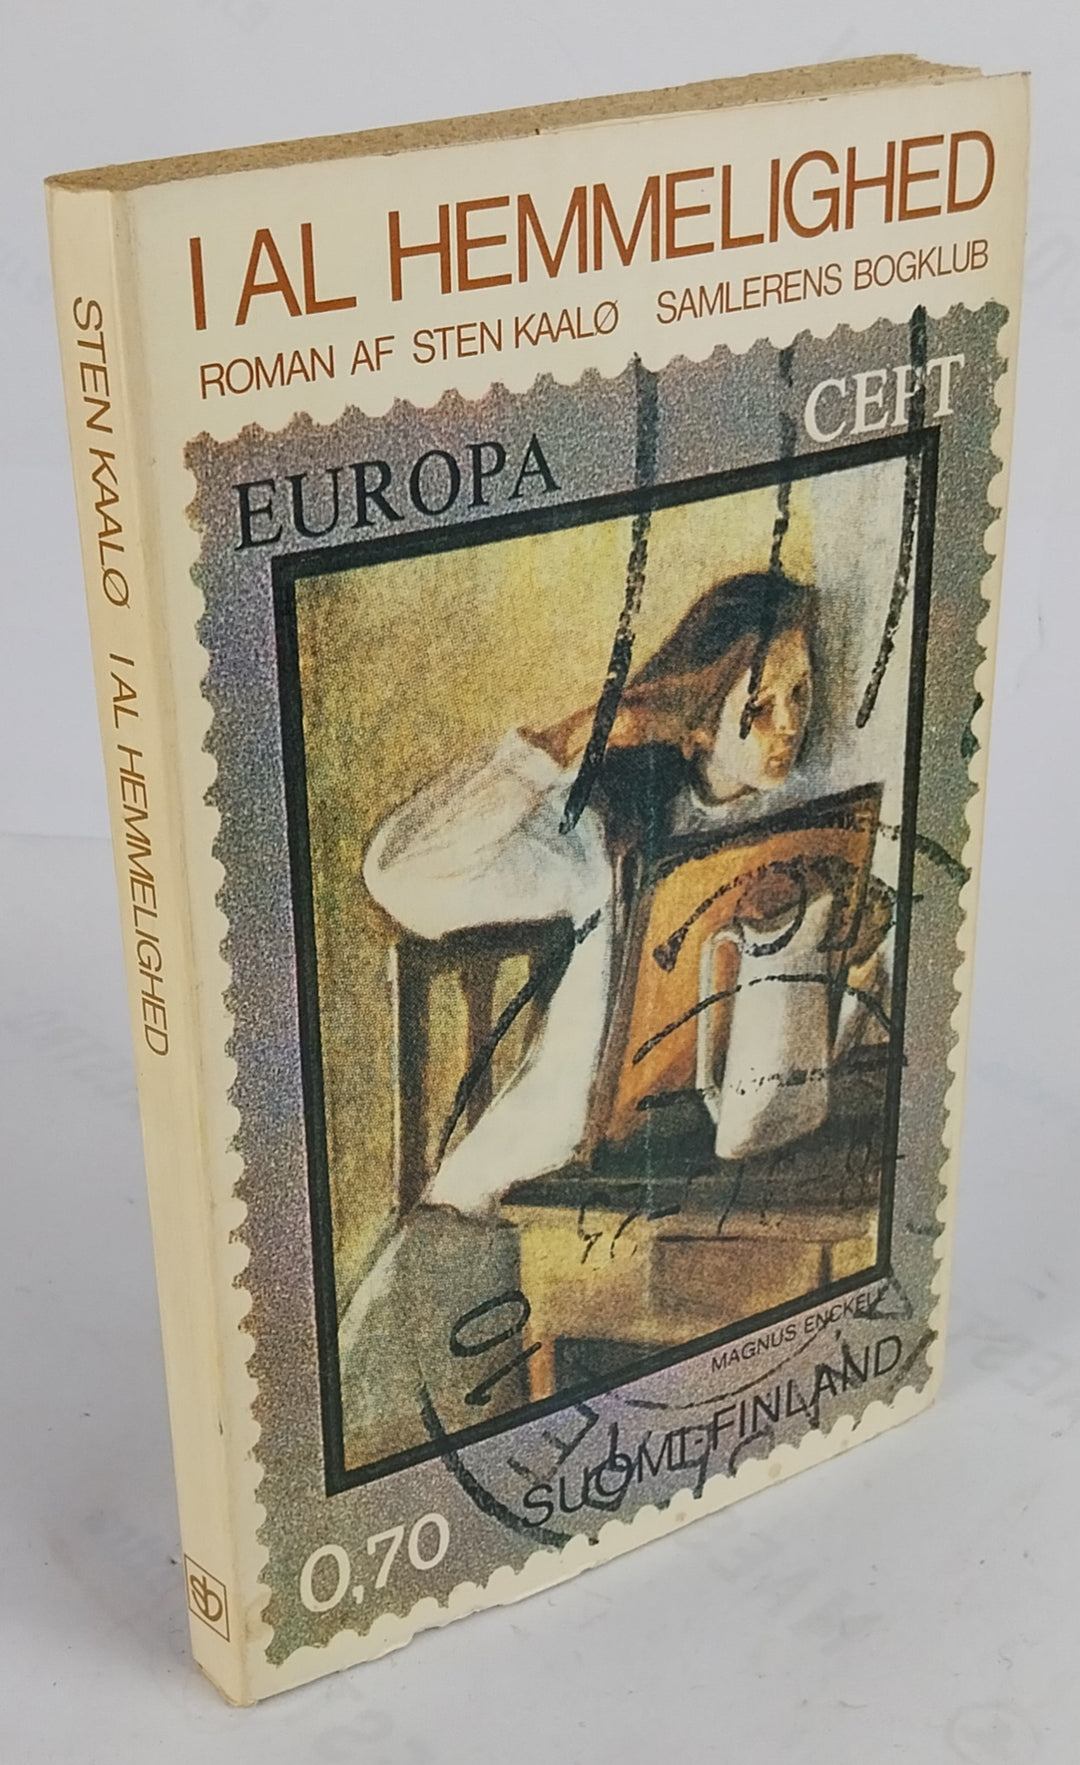 I AL HEMMELIGHED
ROMAN AF STEN KAALØ SAMLERENS BOGKLUB
EUROPA
CEPT
MAGNUS ENCKELL
SUOMI-FINLAND
0,70
STEN KAALØ I AL HEMMELIGHED
sb